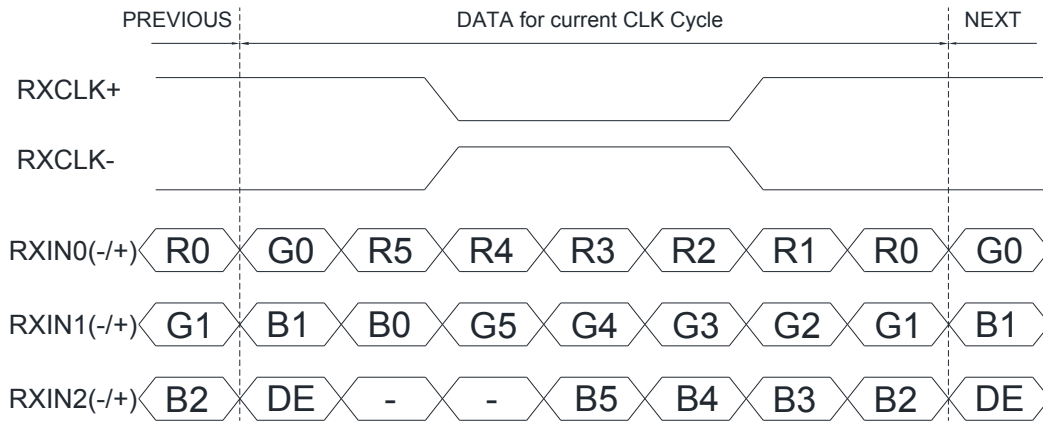 PREVIOUS DATA for current CLK Cycle NEXT
RXCLK+
RXCLK-
RXIN0(-/+) R0 G0 R5 R4 R3 R2 R1 R0 G0
RXIN1(-/+) G1 B1 B0 G5 G4 G3 G2 G1 B1
RXIN2(-/+) B2 DE - - B5 B4 B3 B2 DE